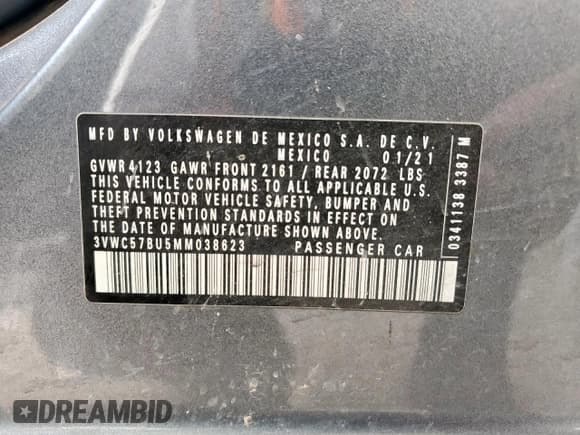 MFD BY VOLKSWAGEN DE MEXICO S.A. DE C.V.
MEXICO 01/21
GVWR 4123 GAWR FRONT 2161 / REAR 2072 LBS
THIS VEHICLE CONFORMS TO ALL APPLICABLE U.S.
FEDERAL MOTOR VEHICLE SAFETY, BUMPER AND
THEFT PREVENTION STANDARDS IN EFFECT ON
THE DATE OF MANUFACTURE SHOWN ABOVE.
3VWC57BU5MM038623 PASSENGER CAR
0341138 3387 M
DREAMBID